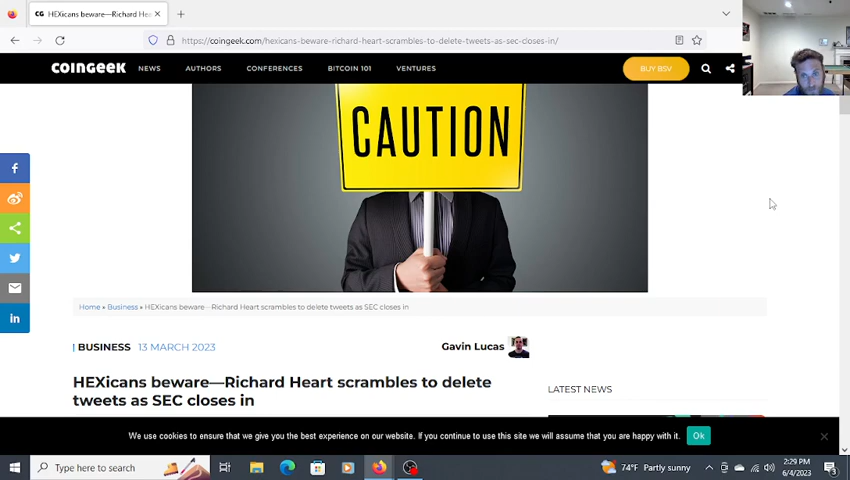 CG HEXicans beware—Richard Hea
https://coingeek.com/hexicans-beware-richard-heart-scrambles-to-delete-tweets-as-sec-closes-in/
COINGEEK NEWS AUTHORS CONFERENCES BITCOIN 101 VENTURES BUY BSV
CAUTION
Home » Business » HEXicans beware—Richard Heart scrambles to delete tweets as SEC closes in
BUSINESS 13 MARCH 2023 Gavin Lucas
HEXicans beware—Richard Heart scrambles to delete
tweets as SEC closes in
LATEST NEWS
We use cookies to ensure that we give you the best experience on our website. If you continue to use this site we will assume that you are happy with it. Ok
Type here to search
74°F Partly sunny
2:29 PM
6/4/2023
3